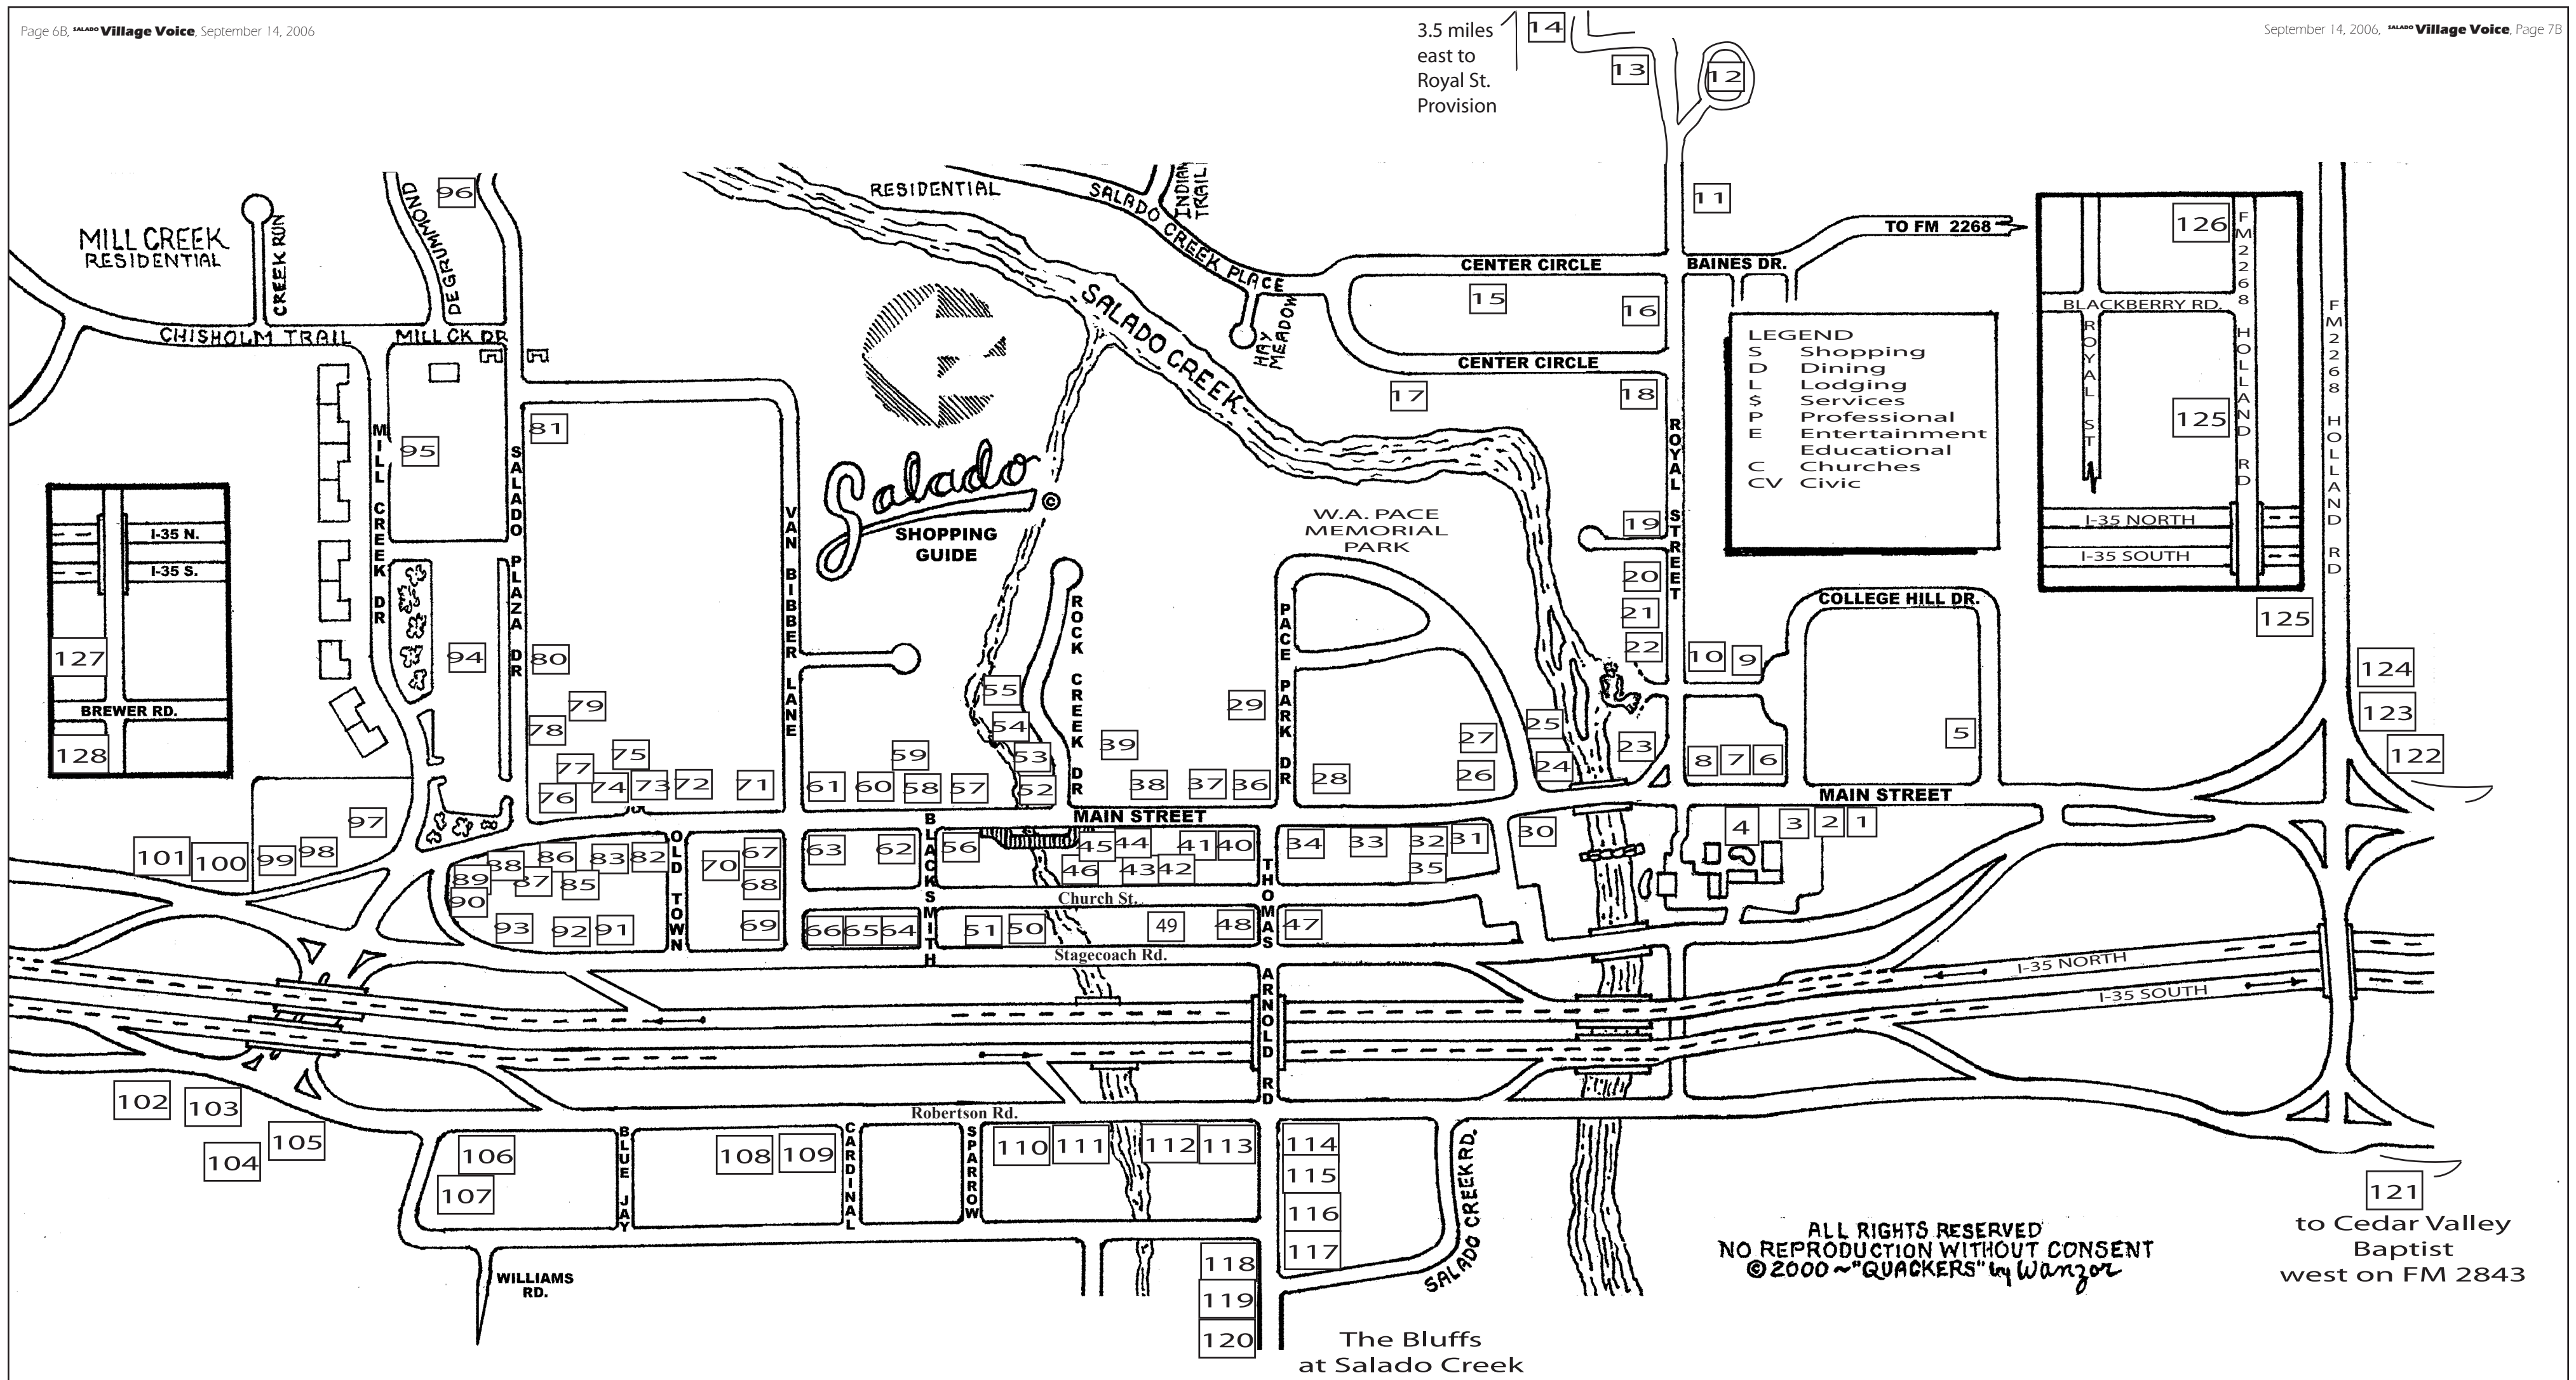 Page 6B, SALADO Village Voice, September 14, 2006
September 14, 2006, SALADO Village Voice, Page 7B
3.5 miles
east to
Royal St.
Provision
14
13
12
11
RESIDENTIAL
SALADO CREEK PLACE
INDIAN TRAIL
HAY MEADOW
MILL CREEK
RESIDENTIAL
CREEK RUN
DEGRUMMOND
96
CHISHOLM TRAIL
MILL CK DR
SALADO CREEK
CENTER CIRCLE
BAINES DR.
TO FM 2268
15
16
CENTER CIRCLE
17
18
ROYAL STREET
LEGEND
S Shopping
D Dining
L Lodging
$ Services
P Professional
E Entertainment
Educational
C Churches
CV Civic
126
FM2268 HOLLAND RD
BLACKBERRY RD.
ROYAL ST
125
I-35 NORTH
I-35 SOUTH
FM2268 HOLLAND RD
MILL CREEK DR
95
SALADO PLAZA DR
81
VAN BIBBER LANE
Salado ©
SHOPPING
GUIDE
W.A. PACE
MEMORIAL
PARK
I-35 N.
I-35 S.
127
BREWER RD.
128
94
80
79
78
77
75
76
74
73
72
71
61
60
59
58
57
55
54
53
52
ROCK CREEK DR
39
38
37
36
29
PACE PARK DR
28
27
26
25
24
23
19
20
21
22
10
9
8
7
6
5
COLLEGE HILL DR.
125
124
123
122
MAIN STREET
MAIN STREET
97
98
99
100
101
88
86
83
82
89
87
85
90
93
92
91
OLD TOWN
70
67
68
69
63
62
66
65
64
BLACKSMITH
56
45
44
41
40
46
43
42
Church St.
51
50
49
48
THOMAS ARNOLD RD
34
33
32
31
35
47
30
4
3
2
1
Stagecoach Rd.
I-35 NORTH
I-35 SOUTH
102
103
104
105
Robertson Rd.
106
107
BLUE JAY
108
109
CARDINAL
SPARROW
110
111
112
113
114
115
116
117
118
119
120
SALADO CREEK RD.
WILLIAMS
RD.
The Bluffs
at Salado Creek
ALL RIGHTS RESERVED
NO REPRODUCTION WITHOUT CONSENT
©2000~"QUACKERS" by Wanzor
121
to Cedar Valley
Baptist
west on FM 2843